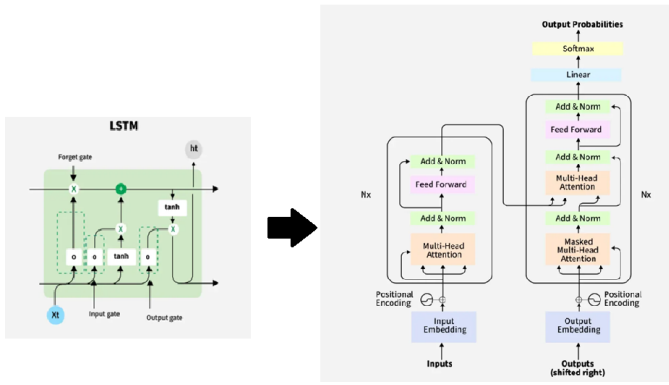 LSTM
ht
Forget gate
X
+
tanh
X
X
o
o
tanh
o
Xt
Input gate
Output gate
Output Probabilities
Softmax
Linear
Add & Norm
Feed Forward
Add & Norm
Multi-Head
Attention
Nx
Add & Norm
Masked
Multi-Head
Attention
Add & Norm
Feed Forward
Nx
Add & Norm
Multi-Head
Attention
Positional
Encoding
Positional
Encoding
Input
Embedding
Output
Embedding
Inputs
Outputs
(shifted right)